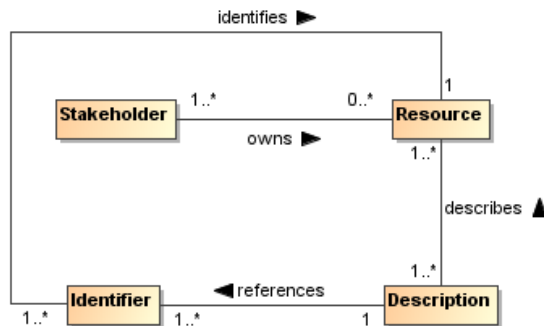 identifies ►
1
Stakeholder
1..*
0..*
Resource
owns ►
1..*
describes ▲
1..*
Identifier
◄ references
Description
1..*
1..*
1